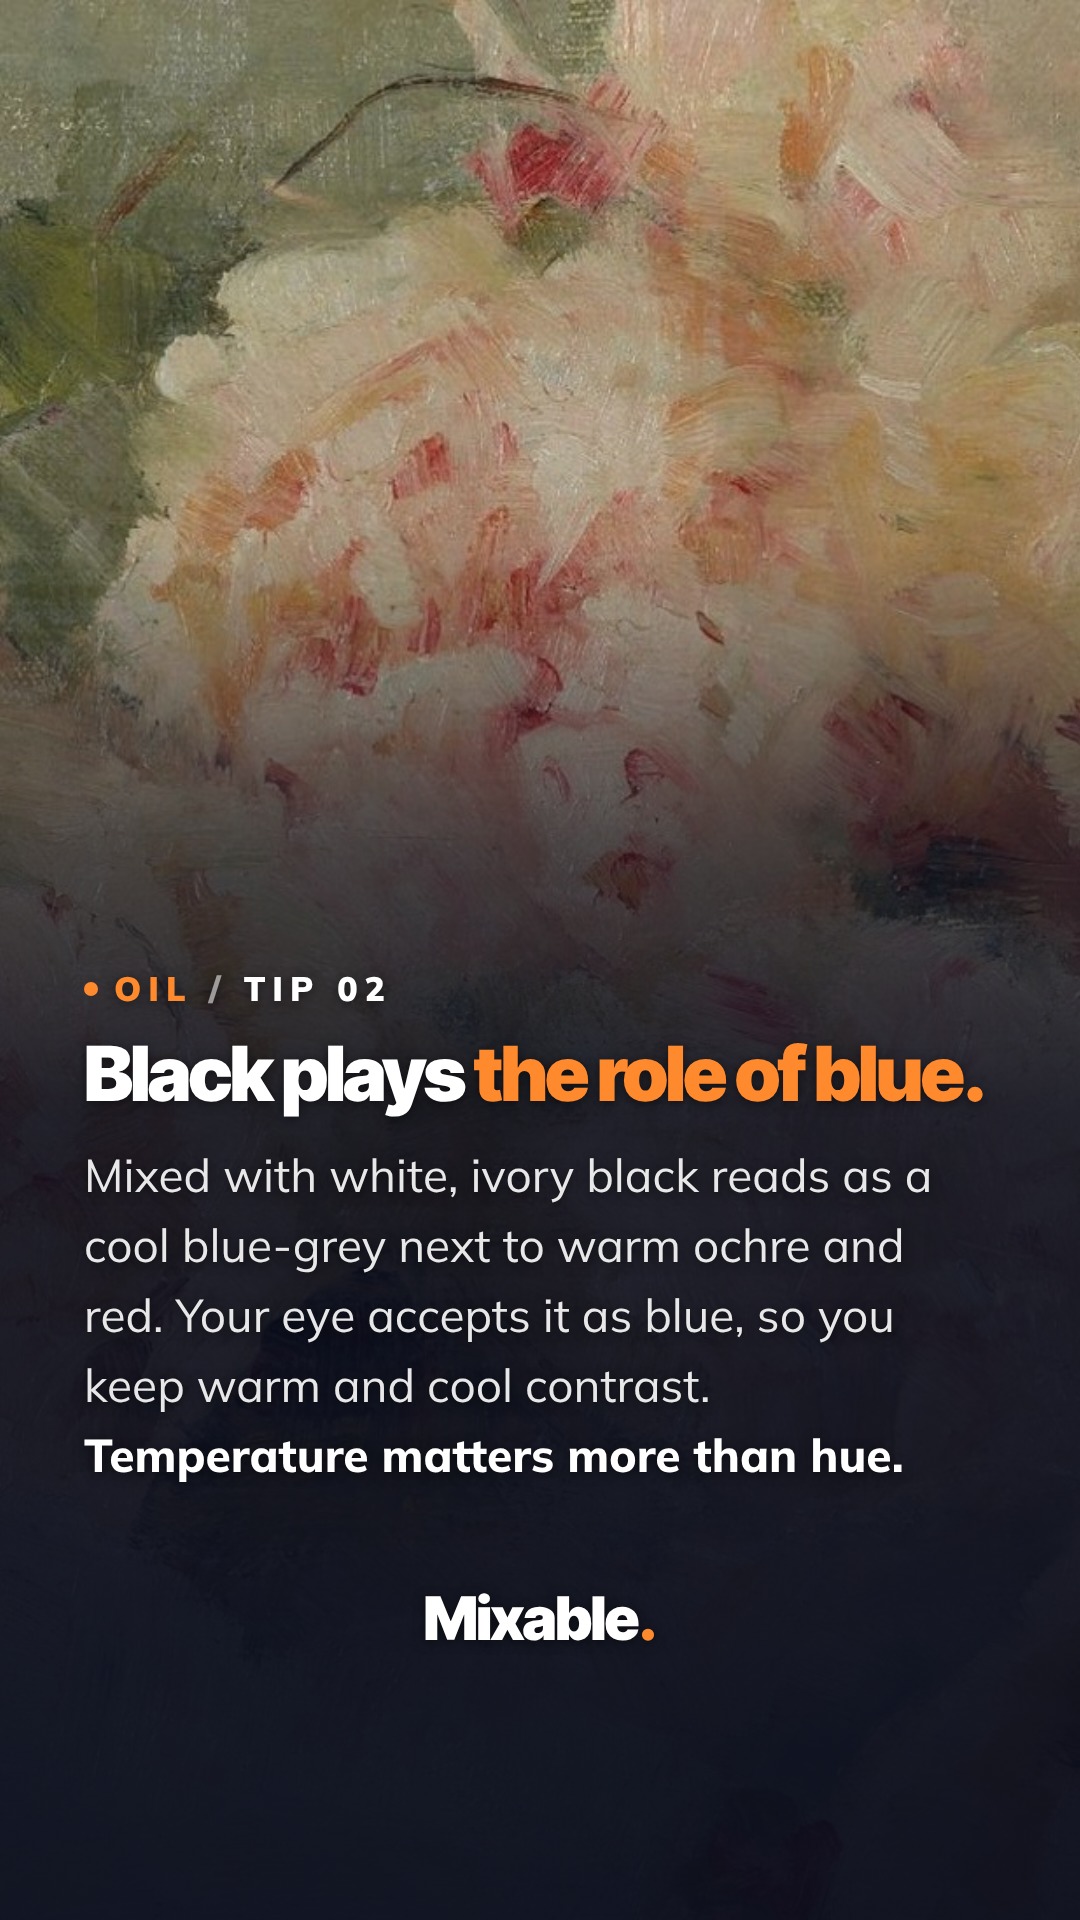 • OIL / TIP 02
Black plays the role of blue.
Mixed with white, ivory black reads as a
cool blue-grey next to warm ochre and
red. Your eye accepts it as blue, so you
keep warm and cool contrast.
Temperature matters more than hue.
Mixable.